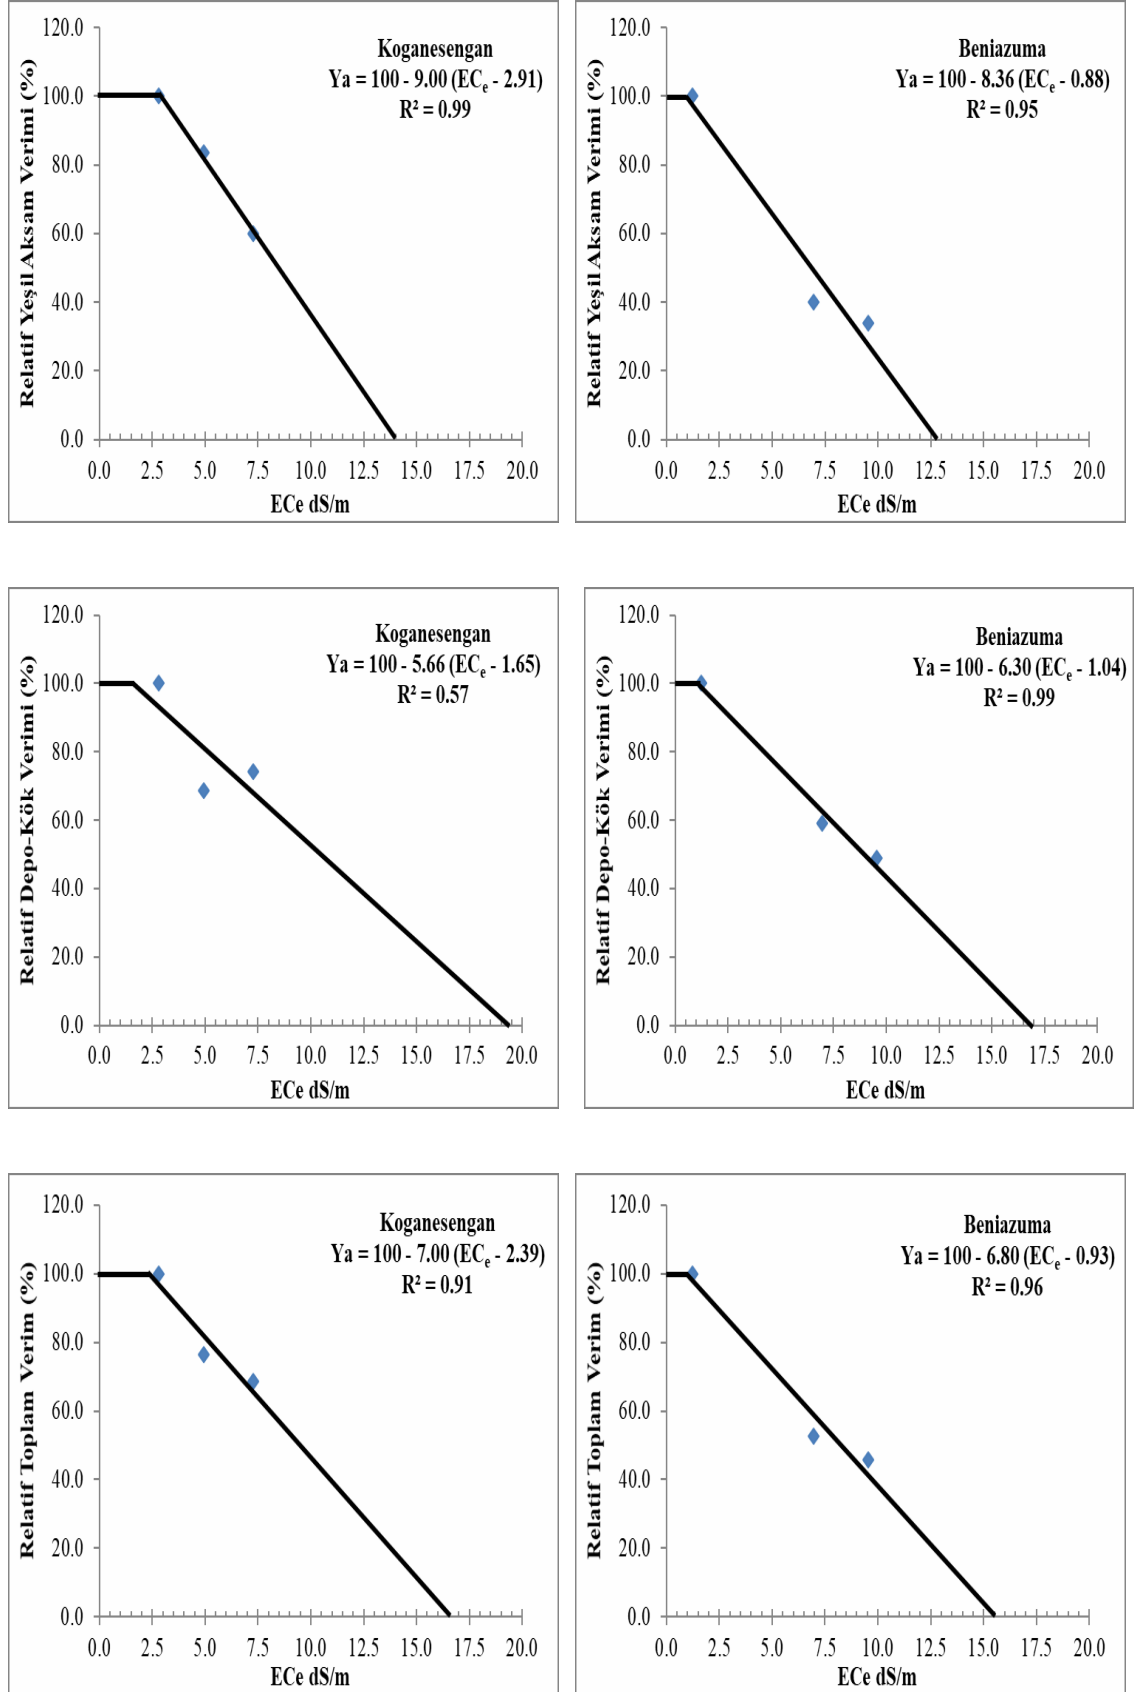 Relatif Yeşil Aksam Verimi (%)
120.0
100.0
80.0
60.0
40.0
20.0
0.0
Koganesengan
Ya = 100 - 9.00 (ECe - 2.91)
R² = 0.99
0.0 2.5 5.0 7.5 10.0 12.5 15.0 17.5 20.0
ECe dS/m
Relatif Yeşil Aksam Verimi (%)
120.0
100.0
80.0
60.0
40.0
20.0
0.0
Beniazuma
Ya = 100 - 8.36 (ECe - 0.88)
R² = 0.95
0.0 2.5 5.0 7.5 10.0 12.5 15.0 17.5 20.0
ECe dS/m
Relatif Depo-Kök Verimi (%)
120.0
100.0
80.0
60.0
40.0
20.0
0.0
Koganesengan
Ya = 100 - 5.66 (ECe - 1.65)
R² = 0.57
0.0 2.5 5.0 7.5 10.0 12.5 15.0 17.5 20.0
ECe dS/m
Relatif Depo-Kök Verimi (%)
120.0
100.0
80.0
60.0
40.0
20.0
0.0
Beniazuma
Ya = 100 - 6.30 (ECe - 1.04)
R² = 0.99
0.0 2.5 5.0 7.5 10.0 12.5 15.0 17.5 20.0
ECe dS/m
Relatif Toplam Verim (%)
120.0
100.0
80.0
60.0
40.0
20.0
0.0
Koganesengan
Ya = 100 - 7.00 (ECe - 2.39)
R² = 0.91
0.0 2.5 5.0 7.5 10.0 12.5 15.0 17.5 20.0
ECe dS/m
Relatif Toplam Verim (%)
120.0
100.0
80.0
60.0
40.0
20.0
0.0
Beniazuma
Ya = 100 - 6.80 (ECe - 0.93)
R² = 0.96
0.0 2.5 5.0 7.5 10.0 12.5 15.0 17.5 20.0
ECe dS/m